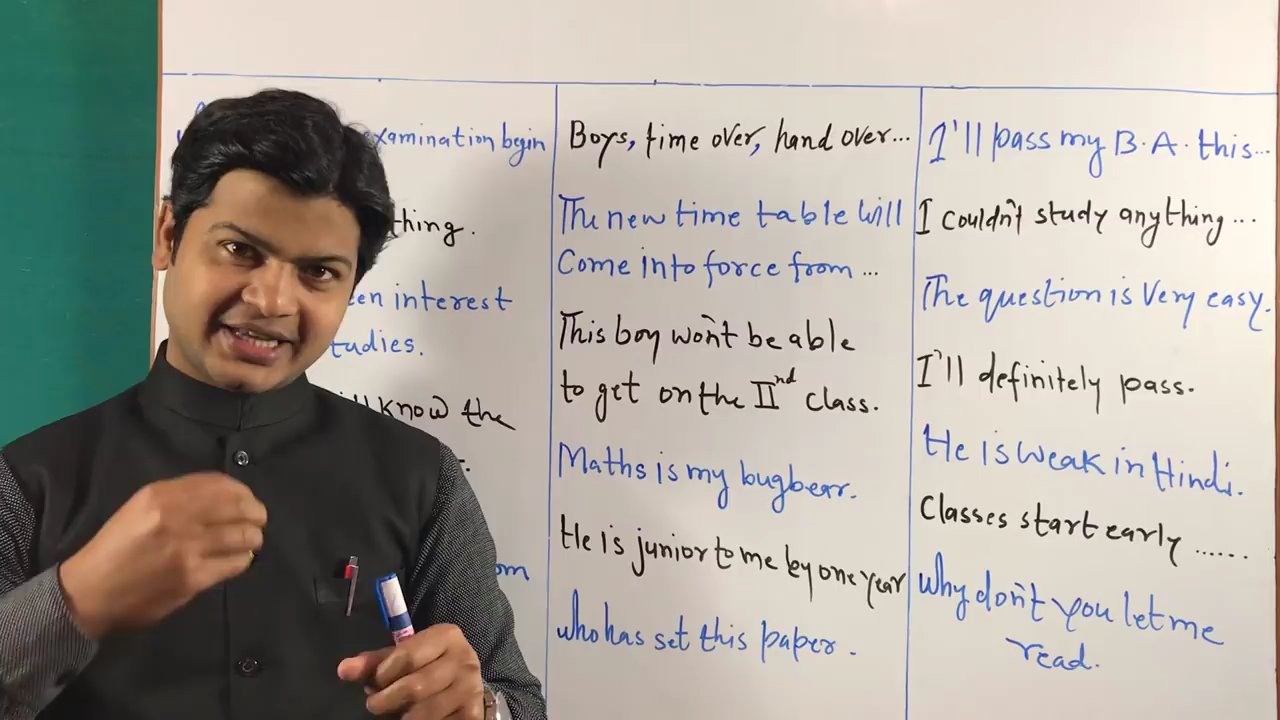 examination begin
thing.
interest
tudies.
know the
om
Boys, time over, hand over...
The new time table will
come into force from ...
This boy won't be able
to get on the IInd class.
Maths is my bugbear.
He is junior to me by one year
who has set this paper.
I'll pass my B.A. this...
I couldn't study anything...
The question is very easy.
I'll definitely pass.
He is weak in Hindi.
Classes start early ......
Why don't you let me
read.